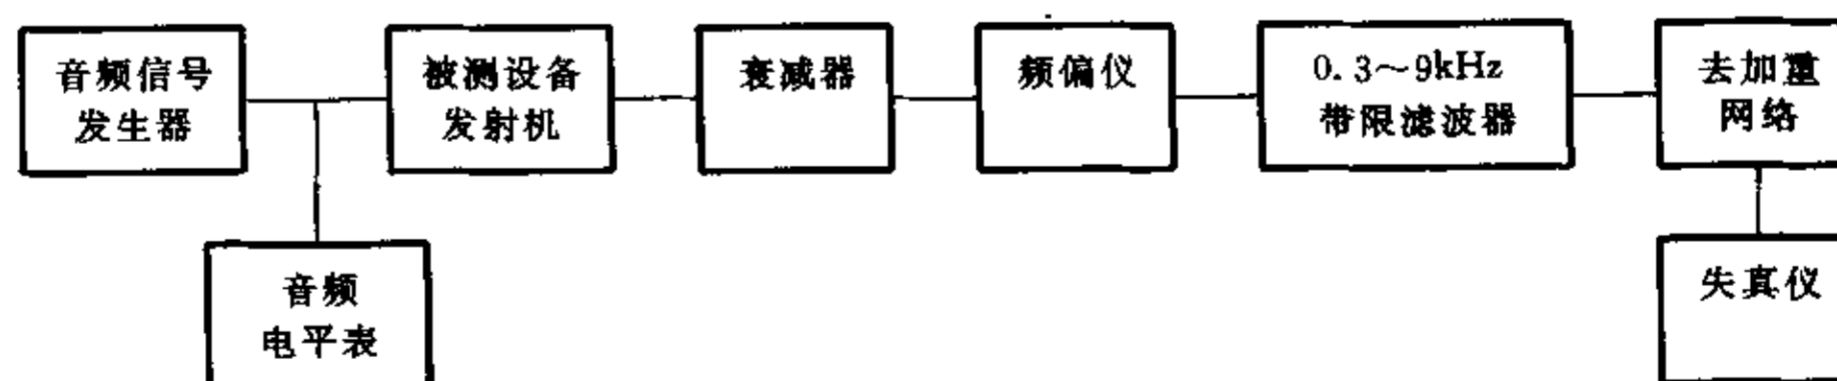 音频信号
发生器
被测设备
发射机
衰减器
频偏仪
0.3～9kHz
带限滤波器
去加重
网络
音频
电平表
失真仪